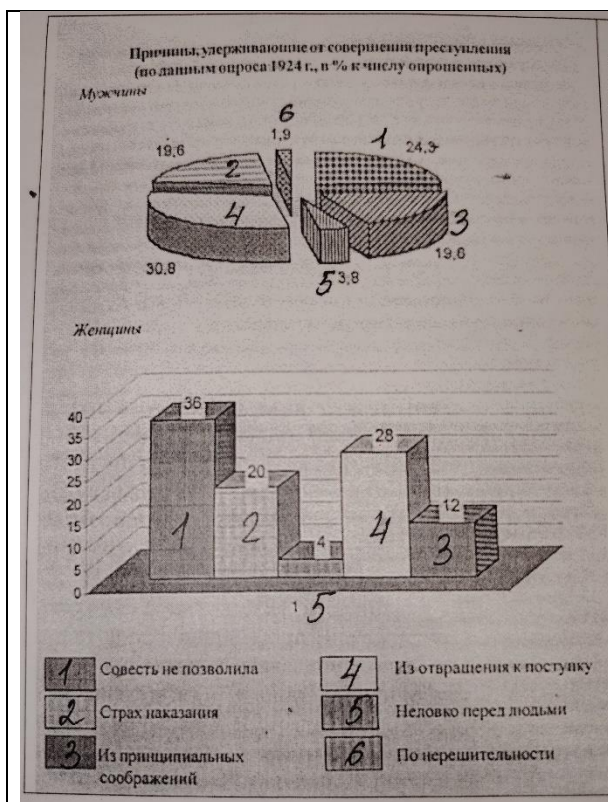 Причины, удерживающие от совершения преступления
(по данным опроса 1924 г., в % к числу опрошенных)
Мужчины
6
1,9
1
24,3
19,6
2
4
3
19,6
30,8
5
3,8
Женщины
40
35
30
25
20
15
10
5
0
36
20
4
28
12
1
2
4
3
1
5
1 Совесть не позволила
4 Из отвращения к поступку
2 Страх наказания
5 Неловко перед людьми
3 Из принципиальных
соображений
6 По нерешительности